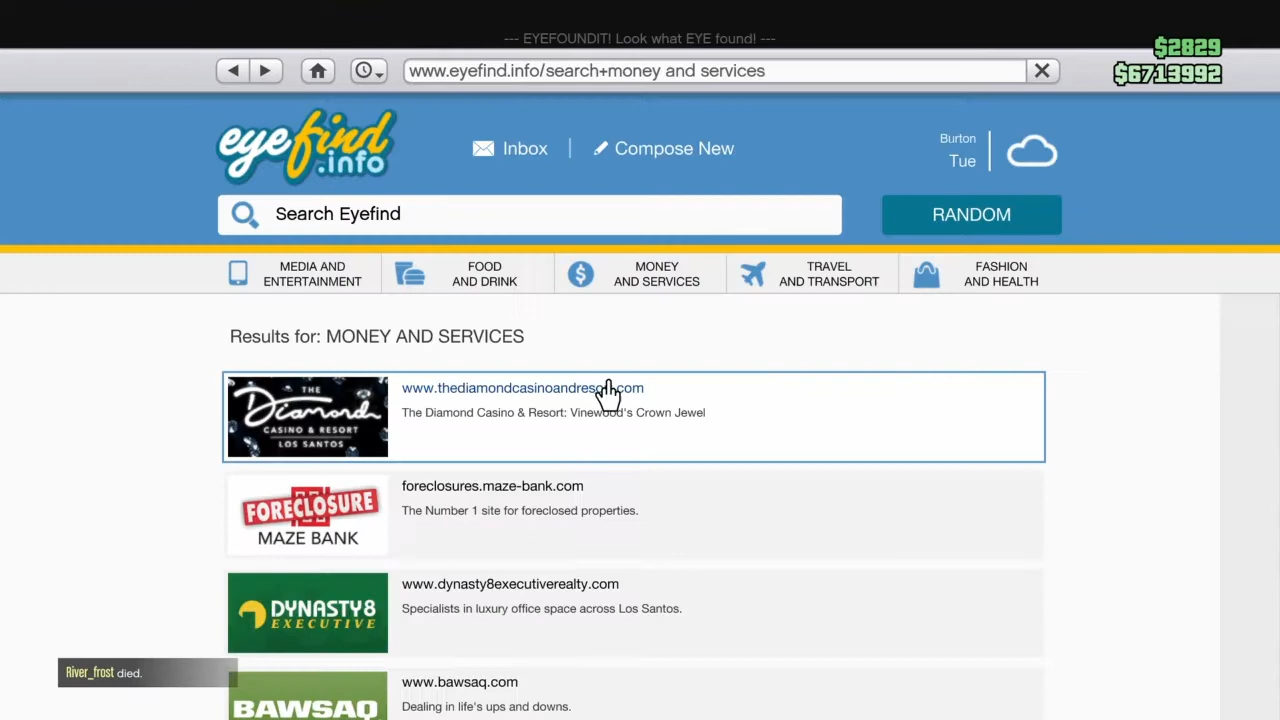 --- EYEFOUNDIT! Look what EYE found! ---
$2829
www.eyefind.info/search+money and services
$6713992
eyefind
.info
Inbox
Compose New
Burton
Tue
Search Eyefind
RANDOM
MEDIA AND
ENTERTAINMENT
FOOD
AND DRINK
MONEY
AND SERVICES
TRAVEL
AND TRANSPORT
FASHION
AND HEALTH
Results for: MONEY AND SERVICES
THE
Diamond
CASINO & RESORT
LOS SANTOS
www.thediamondcasinoandresort.com
The Diamond Casino & Resort: Vinewood's Crown Jewel
FORECLOSURE
MAZE BANK
foreclosures.maze-bank.com
The Number 1 site for foreclosed properties.
DYNASTY8
EXECUTIVE
www.dynasty8executiverealty.com
Specialists in luxury office space across Los Santos.
River_frost died.
BAWSAQ
www.bawsaq.com
Dealing in life's ups and downs.